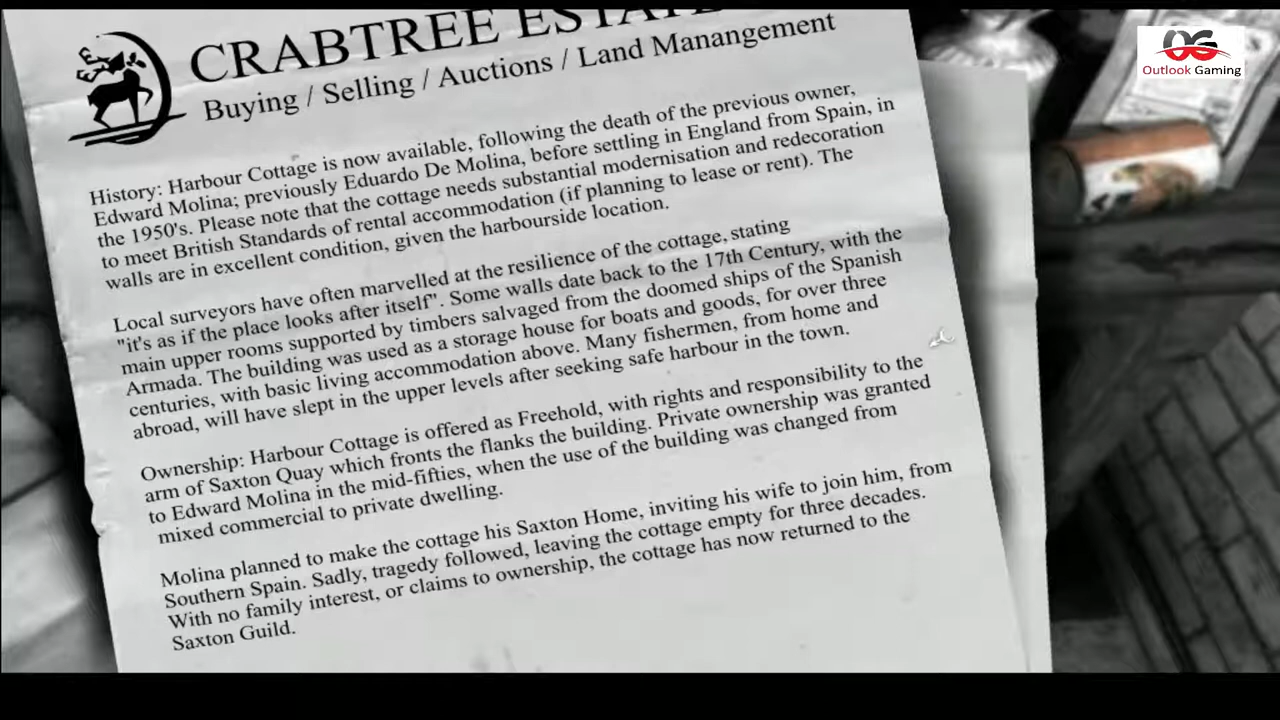 CRABTREE ESTATE
Buying / Selling / Auctions / Land Manangement
OG
Outlook Gaming
History: Harbour Cottage is now available, following the death of the previous owner,
Edward Molina; previously Eduardo De Molina, before settling in England from Spain, in
the 1950's. Please note that the cottage needs substantial modernisation and redecoration
to meet British Standards of rental accommodation (if planning to lease or rent). The
walls are in excellent condition, given the harbourside location.
Local surveyors have often marvelled at the resilience of the cottage, stating
"it's as if the place looks after itself". Some walls date back to the 17th Century, with the
main upper rooms supported by timbers salvaged from the doomed ships of the Spanish
Armada. The building was used as a storage house for boats and goods, for over three
centuries, with basic living accommodation above. Many fishermen, from home and
abroad, will have slept in the upper levels after seeking safe harbour in the town.
Ownership: Harbour Cottage is offered as Freehold, with rights and responsibility to the
arm of Saxton Quay which fronts the flanks the building. Private ownership was granted
to Edward Molina in the mid-fifties, when the use of the building was changed from
mixed commercial to private dwelling.
Molina planned to make the cottage his Saxton Home, inviting his wife to join him, from
Southern Spain. Sadly, tragedy followed, leaving the cottage empty for three decades.
With no family interest, or claims to ownership, the cottage has now returned to the
Saxton Guild.